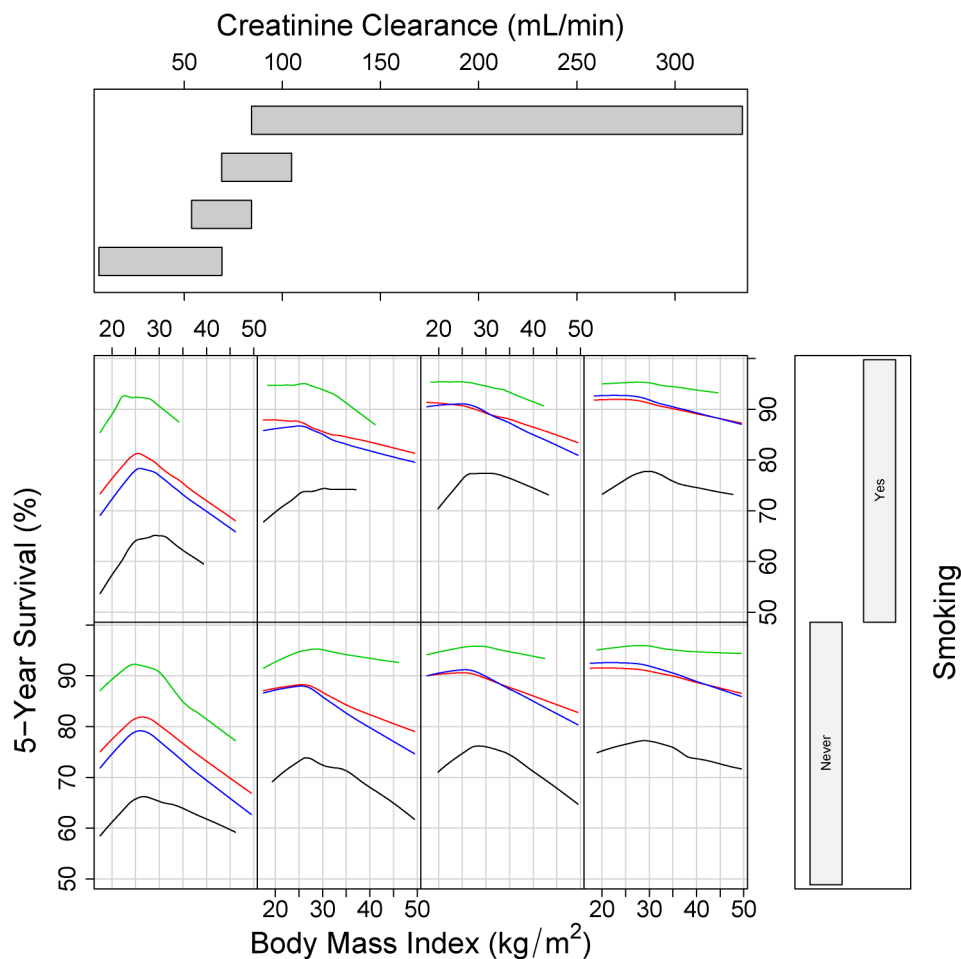 Creatinine Clearance (mL/min)
50 100 150 200 250 300
20 30 40 50 20 30 40 50
5−Year Survival (%)
50 60 70 80 90
50 60 70 80 90
Yes
Never
Smoking
20 30 40 50 20 30 40 50
Body Mass Index (kg/m²)